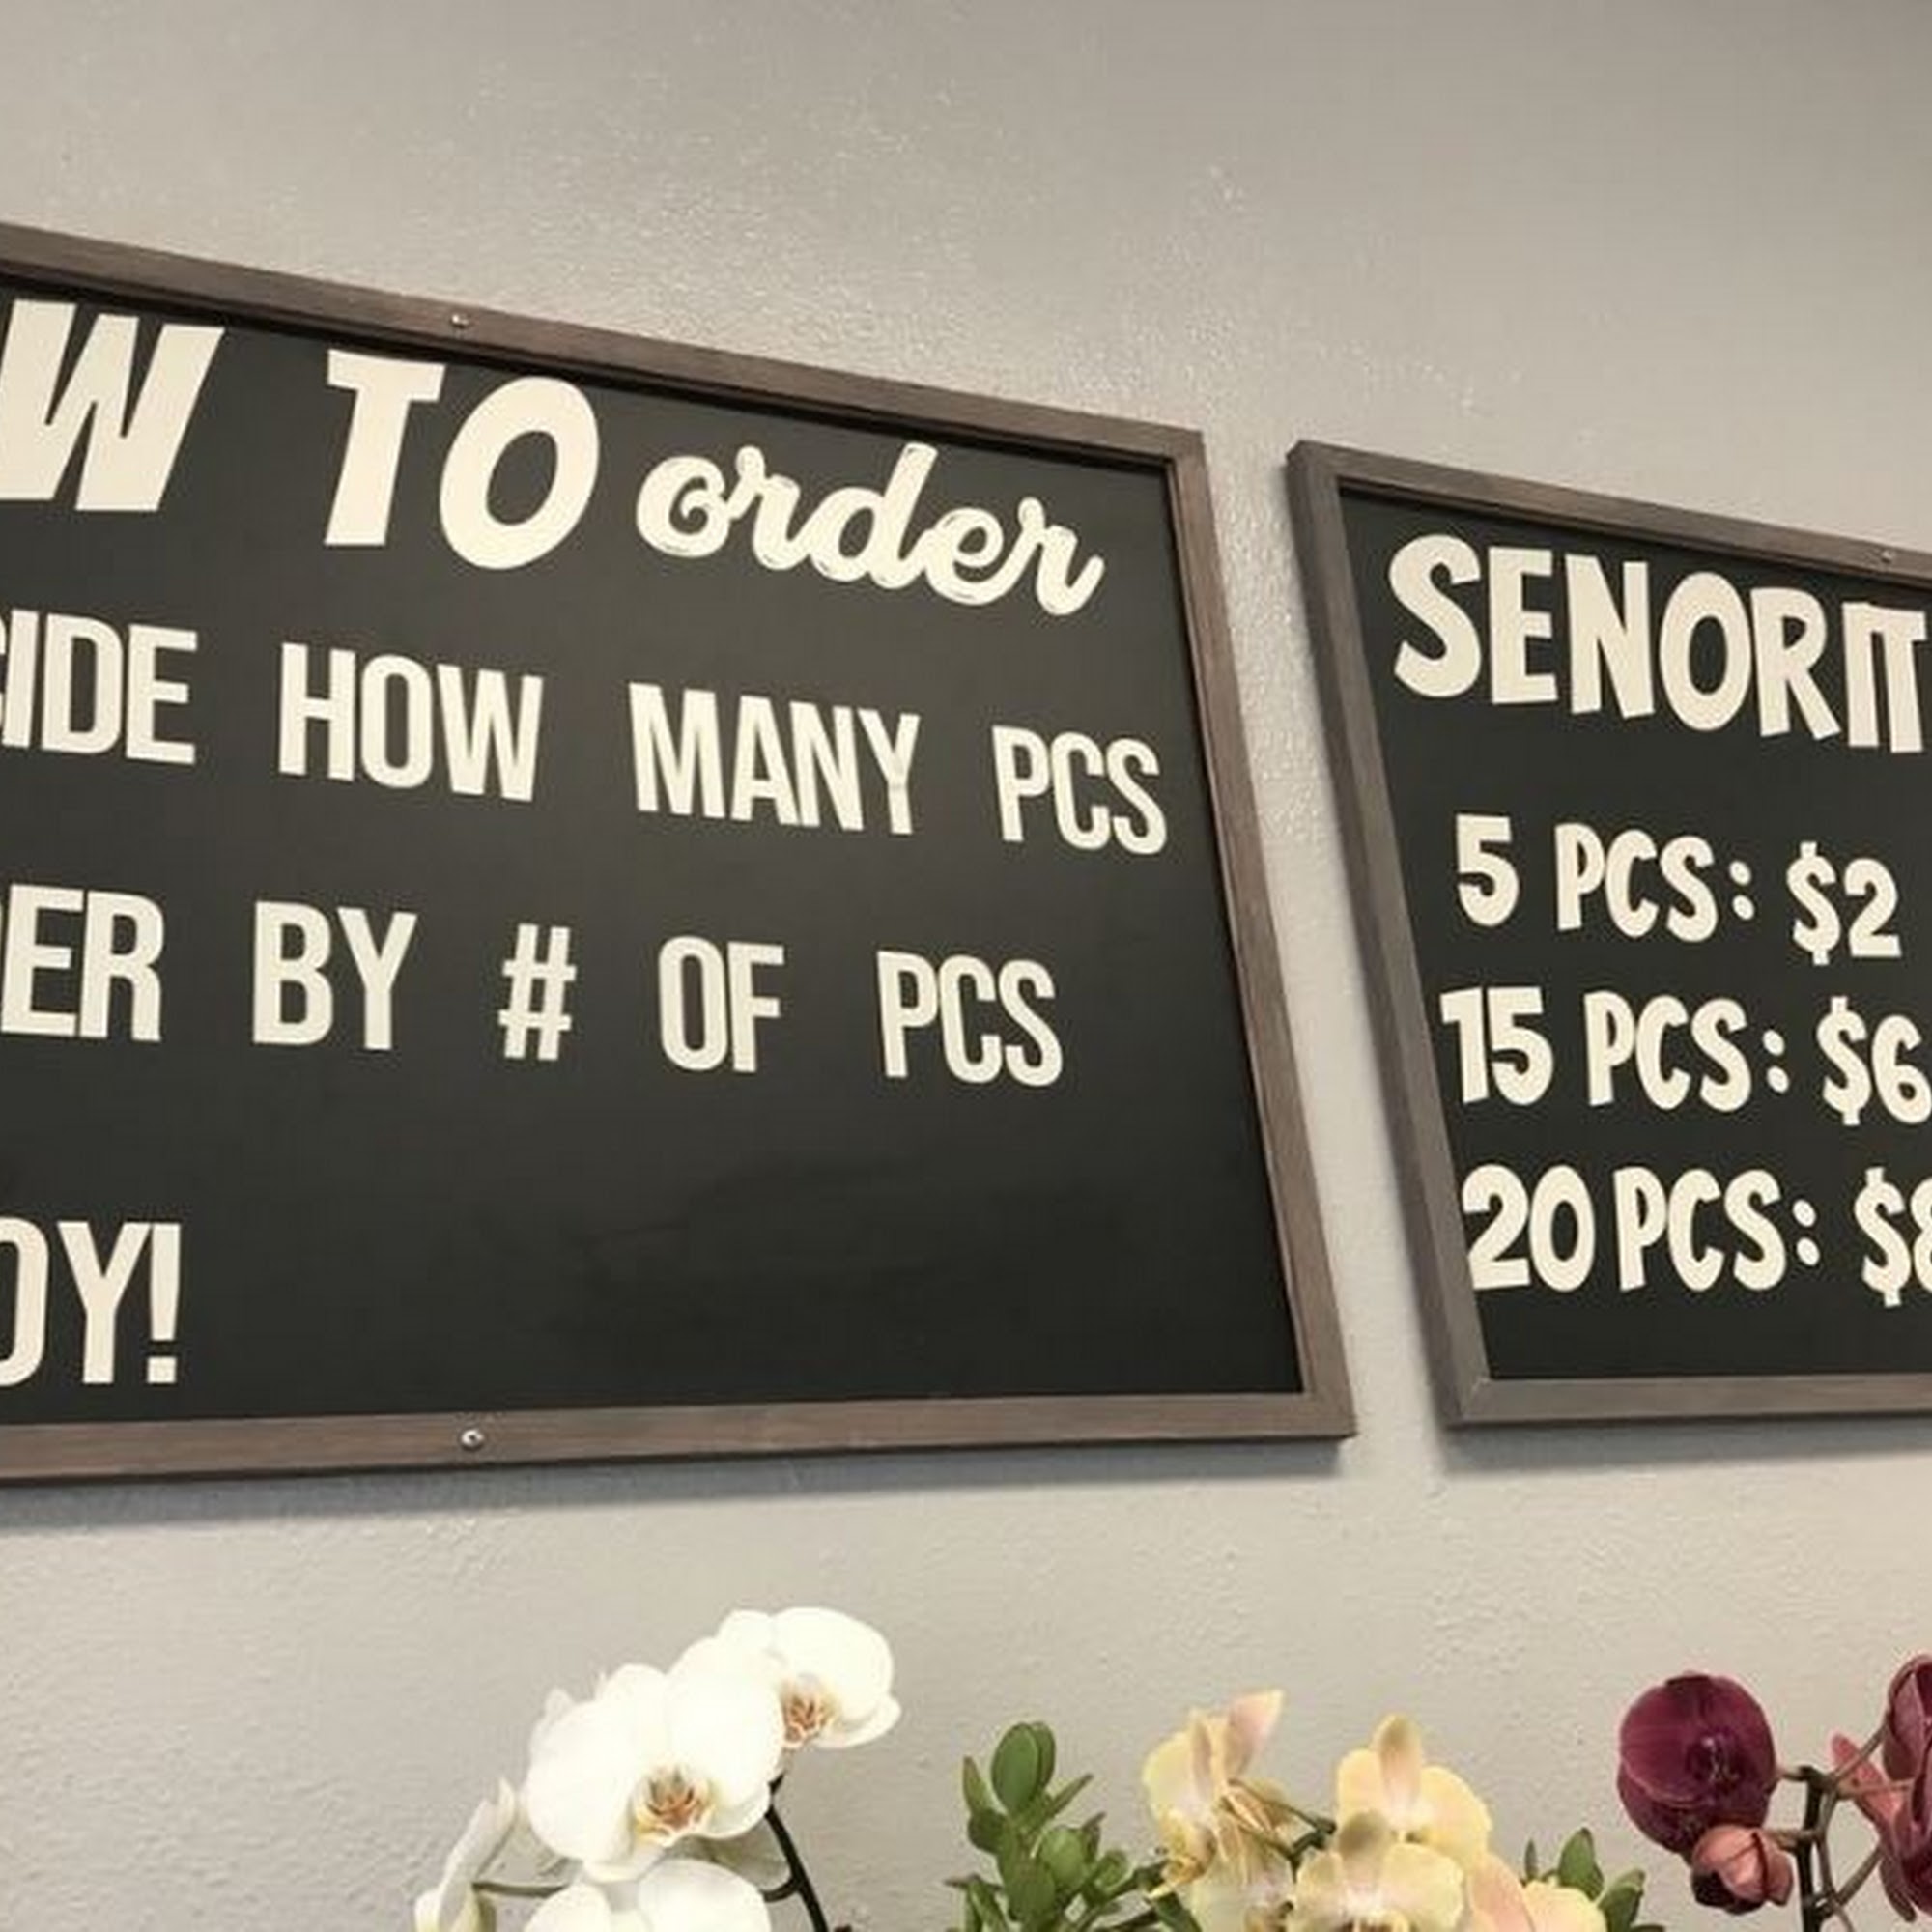 W TO order
IDE HOW MANY PCS
ER BY # OF PCS
OY!
SENORIT
5 PCS: $2
15 PCS: $6
20 PCS: $8